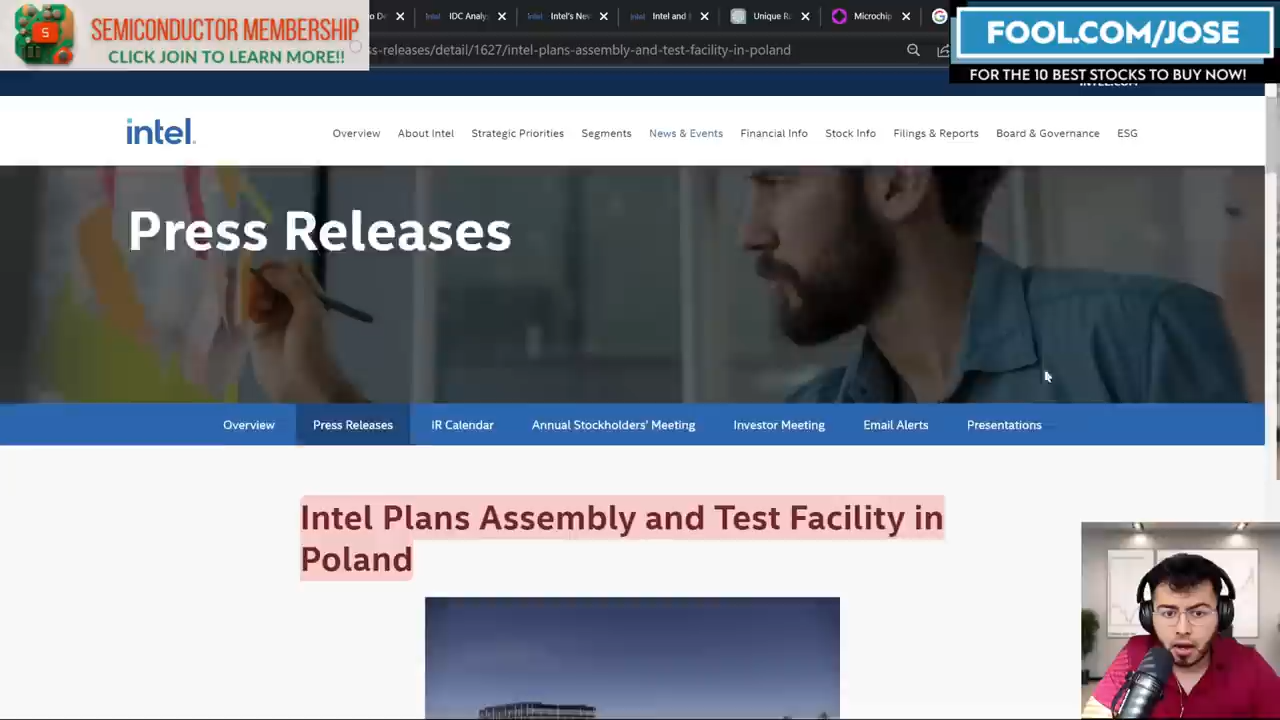 SEMICONDUCTOR MEMBERSHIP
CLICK JOIN TO LEARN MORE!!
IDC Analy
Intel's Nev
Intel and
Unique R
Microchip
FOOL.COM/JOSE
FOR THE 10 BEST STOCKS TO BUY NOW!
ss-releases/detail/1627/intel-plans-assembly-and-test-facility-in-poland
INTEL.COM
intel.
Overview About Intel Strategic Priorities Segments News & Events Financial Info Stock Info Filings & Reports Board & Governance ESG
Press Releases
Overview Press Releases IR Calendar Annual Stockholders' Meeting Investor Meeting Email Alerts Presentations
Intel Plans Assembly and Test Facility in
Poland